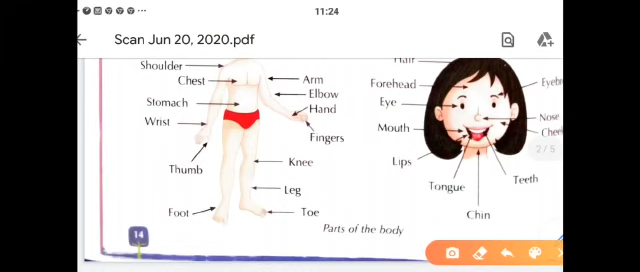 11:24
Scan Jun 20, 2020.pdf
Shoulder
Chest
Stomach
Wrist
Thumb
Foot
Arm
Elbow
Hand
Fingers
Knee
Leg
Toe
Hair
Forehead
Eye
Mouth
Lips
Tongue
Chin
Teeth
Nose
2/5
Parts of the body
14